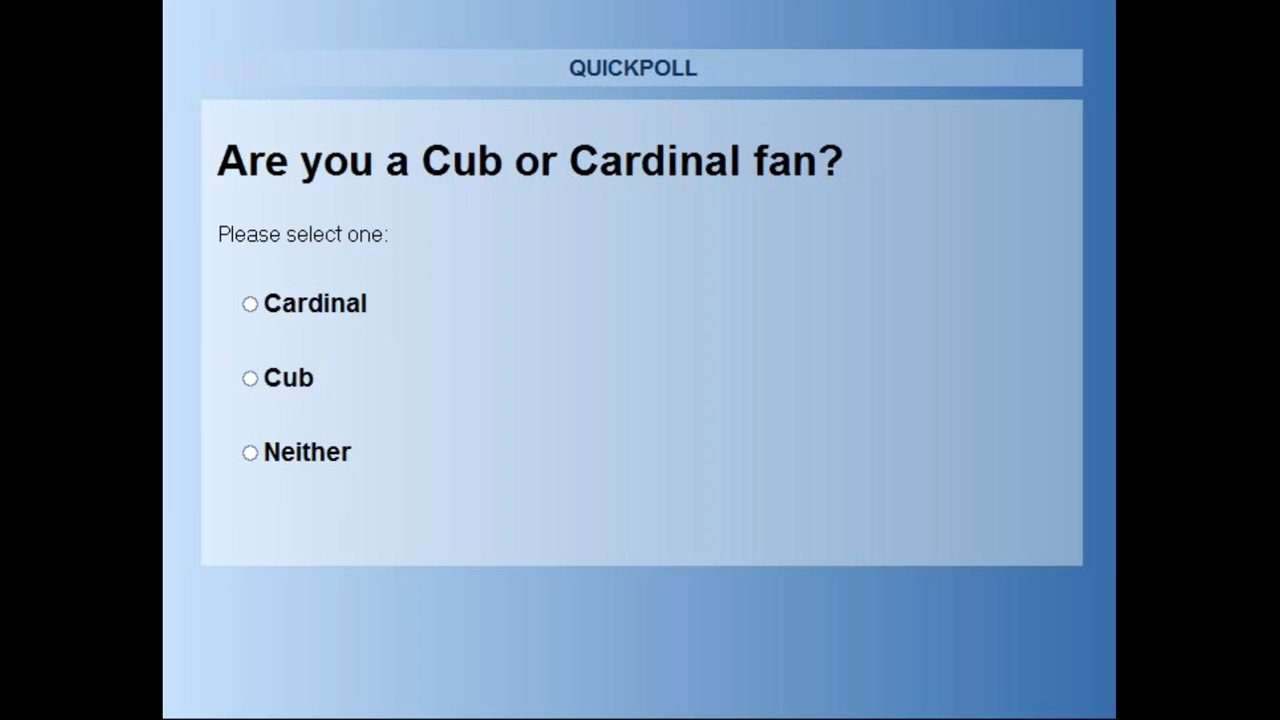 QUICKPOLL
Are you a Cub or Cardinal fan?
Please select one:
Cardinal
Cub
Neither